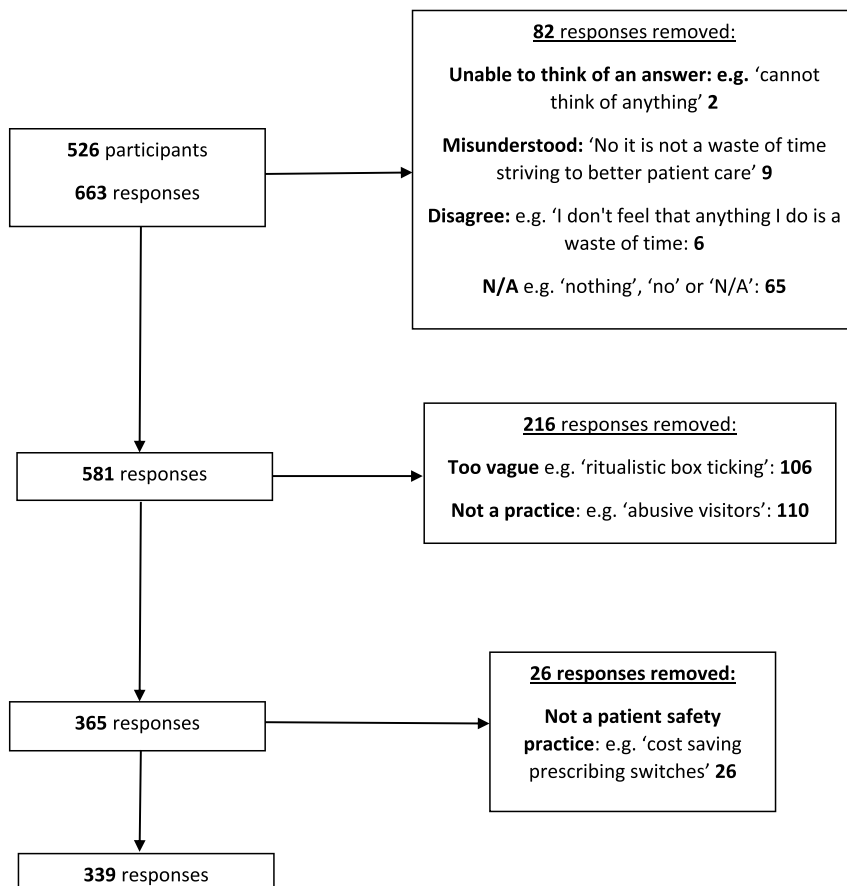 526 participants
663 responses
82 responses removed:
Unable to think of an answer: e.g. ‘cannot
think of anything’ 2
Misunderstood: ‘No it is not a waste of time
striving to better patient care’ 9
Disagree: e.g. ‘I don't feel that anything I do is a
waste of time: 6
N/A e.g. ‘nothing’, ‘no’ or ‘N/A’: 65
581 responses
216 responses removed:
Too vague e.g. ‘ritualistic box ticking’: 106
Not a practice: e.g. ‘abusive visitors’: 110
365 responses
26 responses removed:
Not a patient safety
practice: e.g. ‘cost saving
prescribing switches’ 26
339 responses